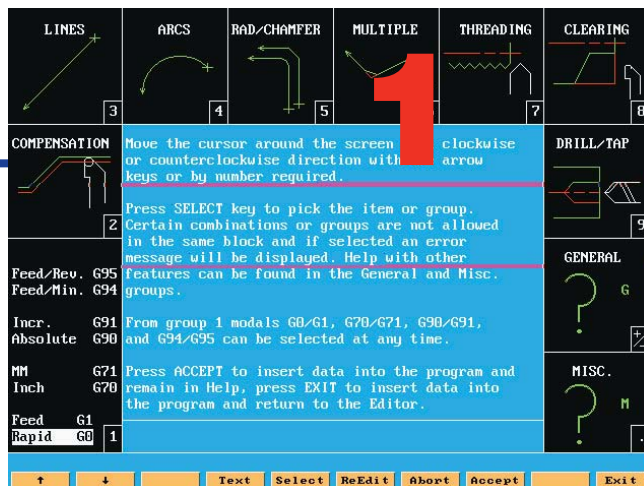 LINES
3
ARCS
4
RAD/CHAMFER
5
MULTIPLE
1
THREADING
7
CLEARING
8
COMPENSATION
2
Move the cursor around the screen clockwise
or counterclockwise direction with arrow
keys or by number required.
Press SELECT key to pick the item or group.
Certain combinations or groups are not allowed
in the same block and if selected an error
message will be displayed. Help with other
features can be found in the General and Misc.
groups.
From group 1 modals G0/G1, G70/G71, G90/G91,
and G94/G95 can be selected at any time.
Press ACCEPT to insert data into the program and
remain in Help, press EXIT to insert data into
the program and return to the Editor.
DRILL/TAP
9
Feed/Rev. G95
Feed/Min. G94
Incr. G91
Absolute G90
MM G71
Inch G70
Feed G1
Rapid G0
1
GENERAL
? G
+/-
MISC.
? M
.
↑ ↓ Text Select ReEdit Abort Accept Exit